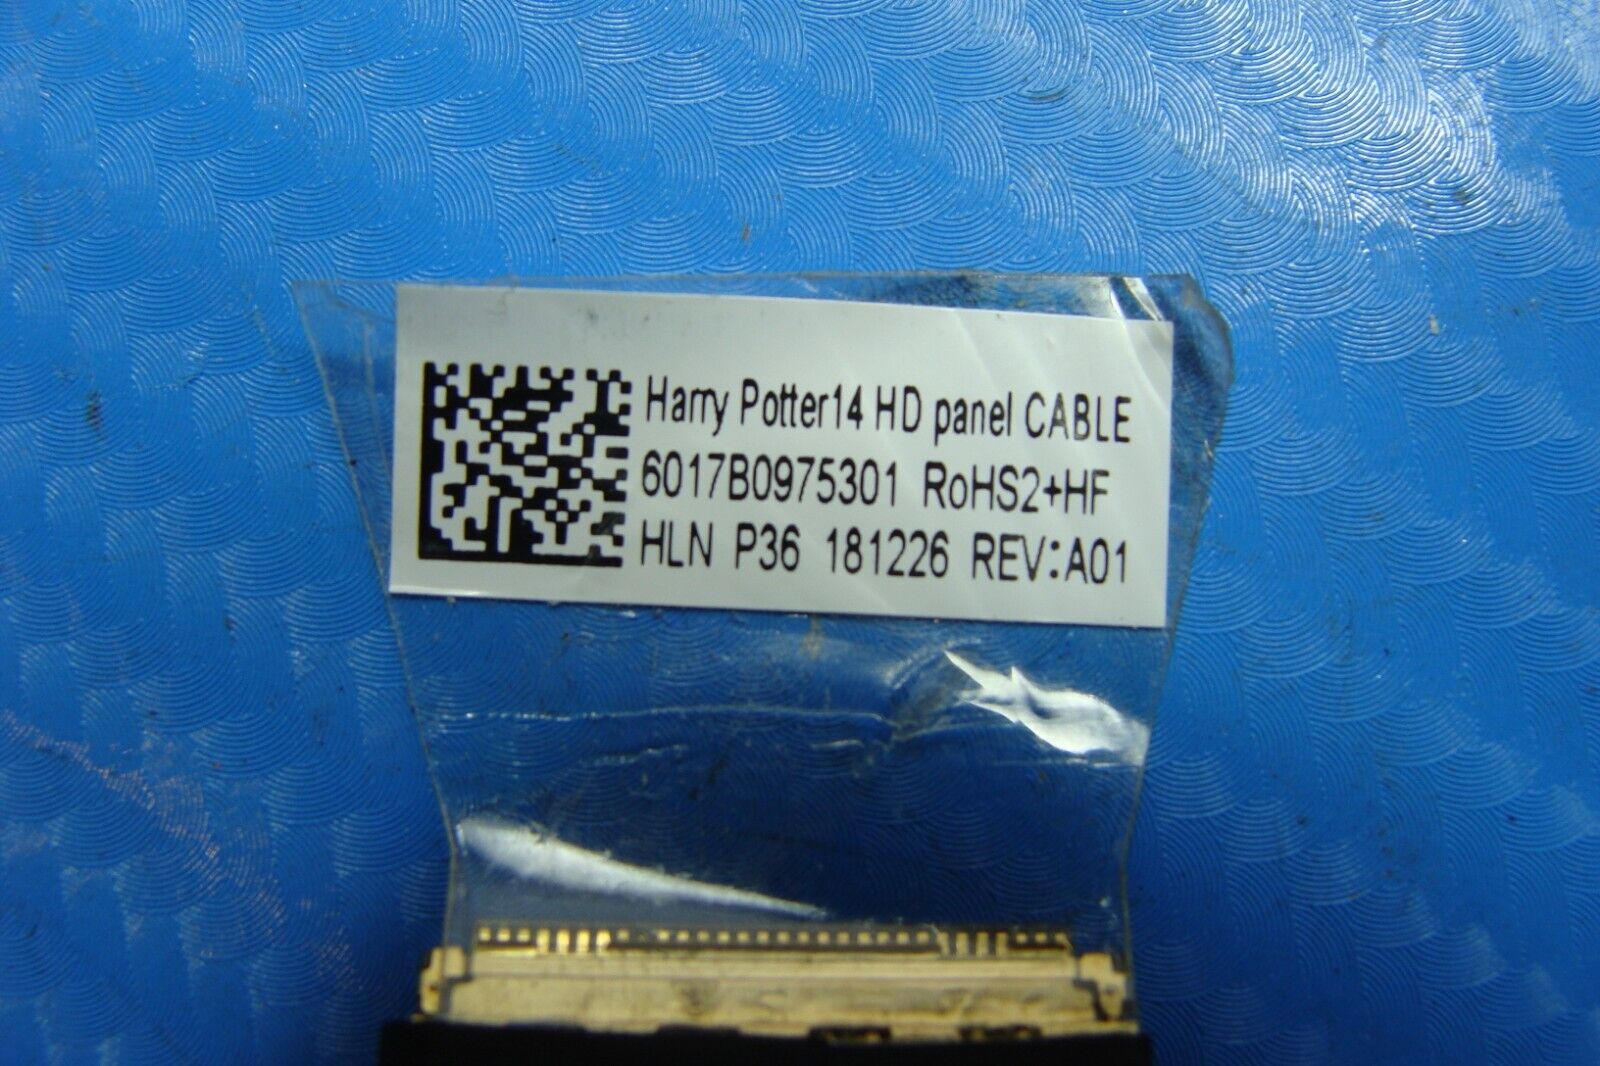 Harry Potter14 HD panel CABLE
6017B0975301 RoHS2+HF
HLN P36 181226 REV:A01